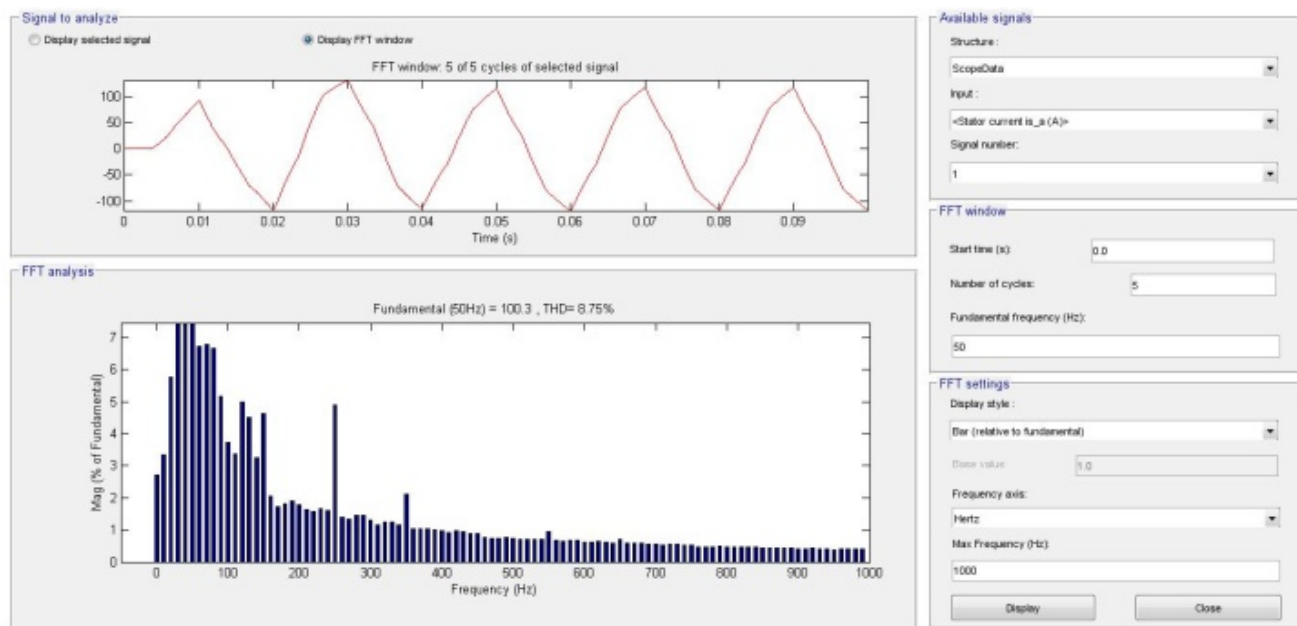 Signal to analyze
Display selected signal
Display FFT window
FFT window: 5 of 5 cycles of selected signal
100
50
0
-50
-100
0 0.01 0.02 0.03 0.04 0.05 0.06 0.07 0.08 0.09
Time (s)
FFT analysis
Fundamental (50Hz) = 100.3 , THD= 8.75%
7
6
5
4
3
2
1
0
Mag (% of Fundamental)
0 100 200 300 400 500 600 700 800 900 1000
Frequency (Hz)
Available signals
Structure :
ScopeData
Input :
<Stator current is_a (A)>
Signal number:
1
FFT window
Start time (s):
0.0
Number of cycles:
5
Fundamental frequency (Hz):
50
FFT settings
Display style :
Bar (relative to fundamental)
Base value:
1.0
Frequency axis:
Hertz
Max Frequency (Hz):
1000
Display
Close